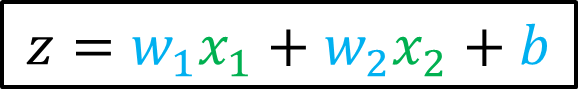 z = w₁x₁ + w₂x₂ + b